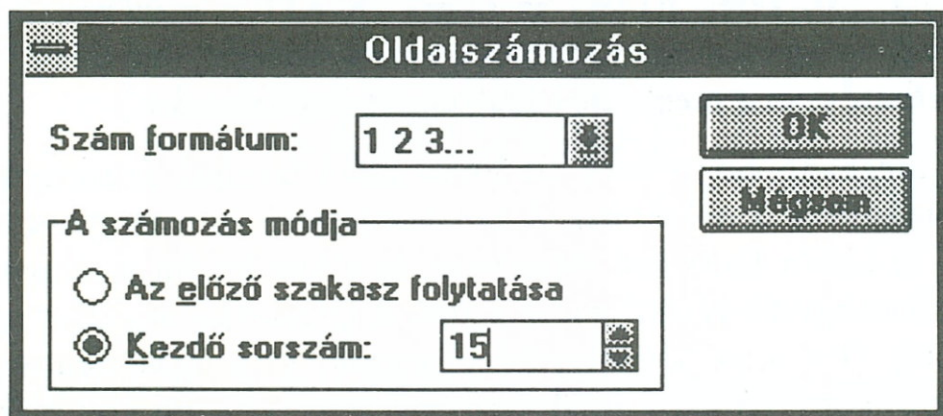 Oldalszámozás
Szám formátum: 1 2 3...
OK
Mégsem
A számozás módja
Az előző szakasz folytatása
Kezdő sorszám: 15